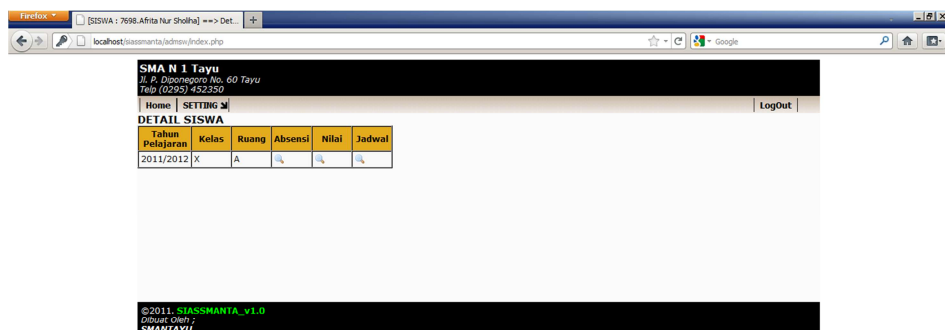 Firefox
[SISWA : 7698.Afrita Nur Sholiha] ==> Det...
localhost/siassmanta/admsw/index.php
Google
SMA N 1 Tayu
Jl. P. Diponegoro No. 60 Tayu
Telp (0295) 452350
Home SETTING LogOut
DETAIL SISWA
Tahun Pelajaran Kelas Ruang Absensi Nilai Jadwal
2011/2012 X A
©2011. SIASSMANTA_v1.0
Dibuat Oleh ;
SMANTAYU